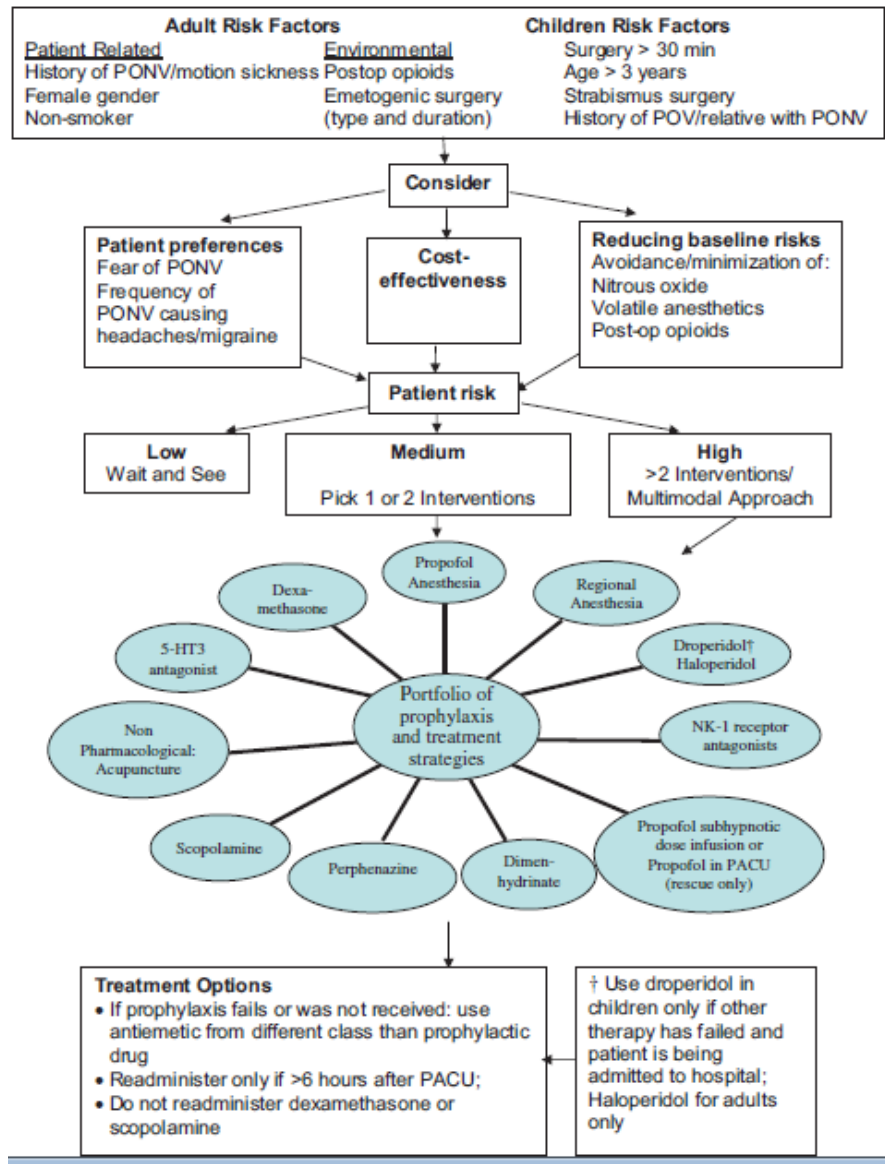 Adult Risk Factors
Children Risk Factors
Patient Related
History of PONV/motion sickness
Female gender
Non-smoker
Environmental
Postop opioids
Emetogenic surgery
(type and duration)
Surgery > 30 min
Age > 3 years
Strabismus surgery
History of POV/relative with PONV
Consider
Patient preferences
Fear of PONV
Frequency of
PONV causing
headaches/migraine
Cost-
effectiveness
Reducing baseline risks
Avoidance/minimization of:
Nitrous oxide
Volatile anesthetics
Post-op opioids
Patient risk
Low
Wait and See
Medium
Pick 1 or 2 Interventions
High
>2 Interventions/
Multimodal Approach
Propofol
Anesthesia
Dexa-
methasone
Regional
Anesthesia
5-HT3
antagonist
Droperidol†
Haloperidol
Portfolio of
prophylaxis
and treatment
strategies
Non
Pharmacological:
Acupuncture
NK-1 receptor
antagonists
Scopolamine
Perphenazine
Dimen-
hydrinate
Propofol subhypnotic
dose infusion or
Propofol in PACU
(rescue only)
Treatment Options
• If prophylaxis fails or was not received: use
antiemetic from different class than prophylactic
drug
• Readminister only if >6 hours after PACU;
• Do not readminister dexamethasone or
scopolamine
† Use droperidol in
children only if other
therapy has failed and
patient is being
admitted to hospital;
Haloperidol for adults
only